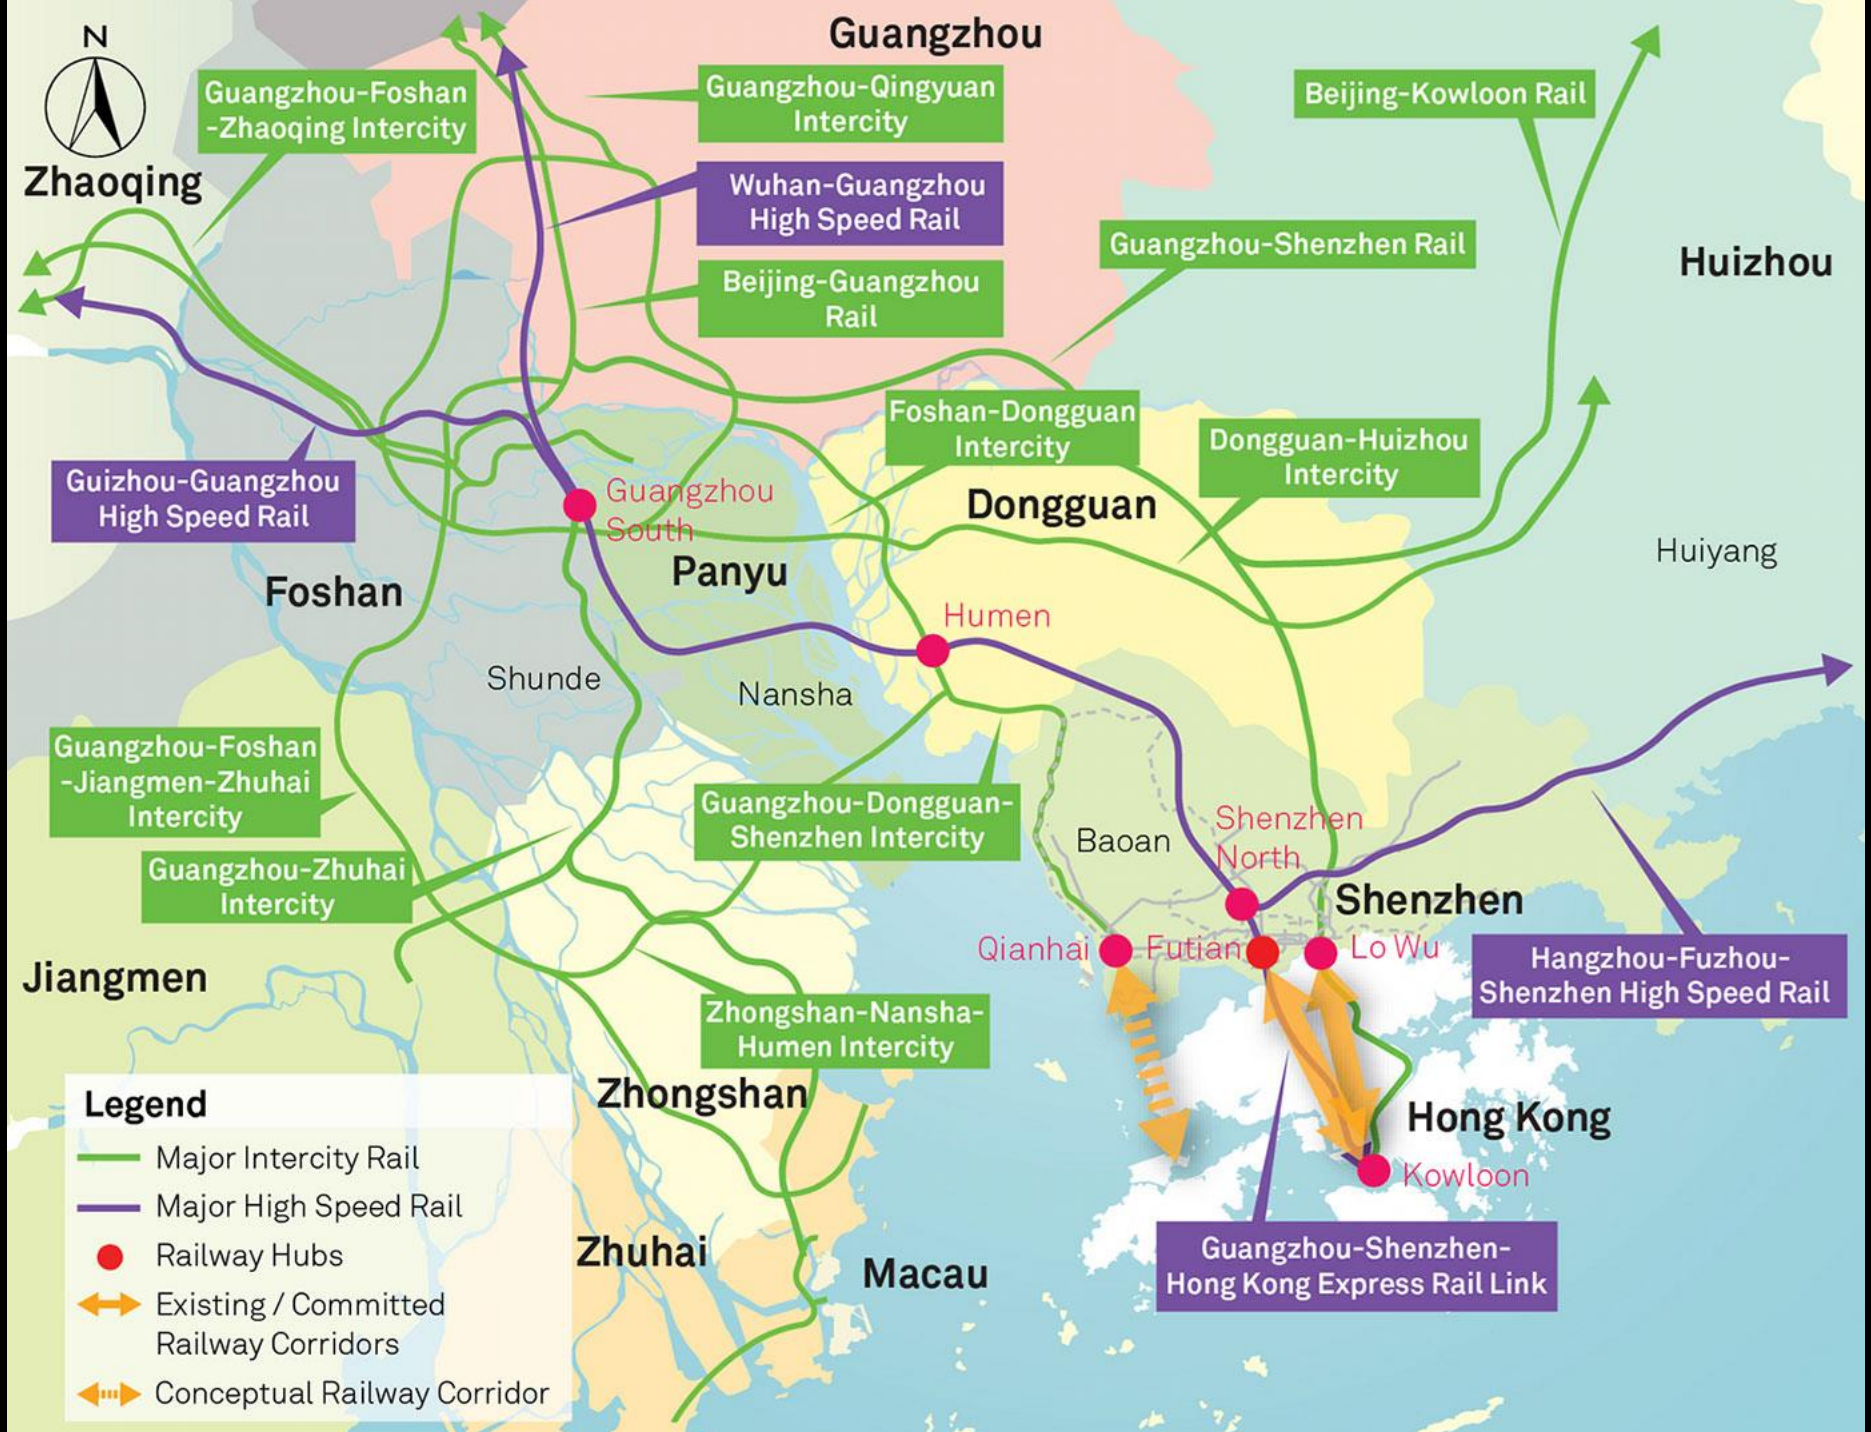 N
Guangzhou
Guangzhou-Foshan
-Zhaoqing Intercity
Guangzhou-Qingyuan
Intercity
Beijing-Kowloon Rail
Zhaoqing
Wuhan-Guangzhou
High Speed Rail
Guangzhou-Shenzhen Rail
Huizhou
Beijing-Guangzhou
Rail
Foshan-Dongguan
Intercity
Dongguan-Huizhou
Intercity
Guizhou-Guangzhou
High Speed Rail
Guangzhou
South
Dongguan
Huiyang
Panyu
Foshan
Humen
Shunde
Nansha
Guangzhou-Foshan
-Jiangmen-Zhuhai
Intercity
Guangzhou-Dongguan-
Shenzhen Intercity
Baoan
Shenzhen
North
Guangzhou-Zhuhai
Intercity
Shenzhen
Qianhai
Futian
Lo Wu
Jiangmen
Hangzhou-Fuzhou-
Shenzhen High Speed Rail
Zhongshan-Nansha-
Humen Intercity
Zhongshan
Hong Kong
Kowloon
Zhuhai
Macau
Guangzhou-Shenzhen-
Hong Kong Express Rail Link
Legend
Major Intercity Rail
Major High Speed Rail
Railway Hubs
Existing / Committed
Railway Corridors
Conceptual Railway Corridor